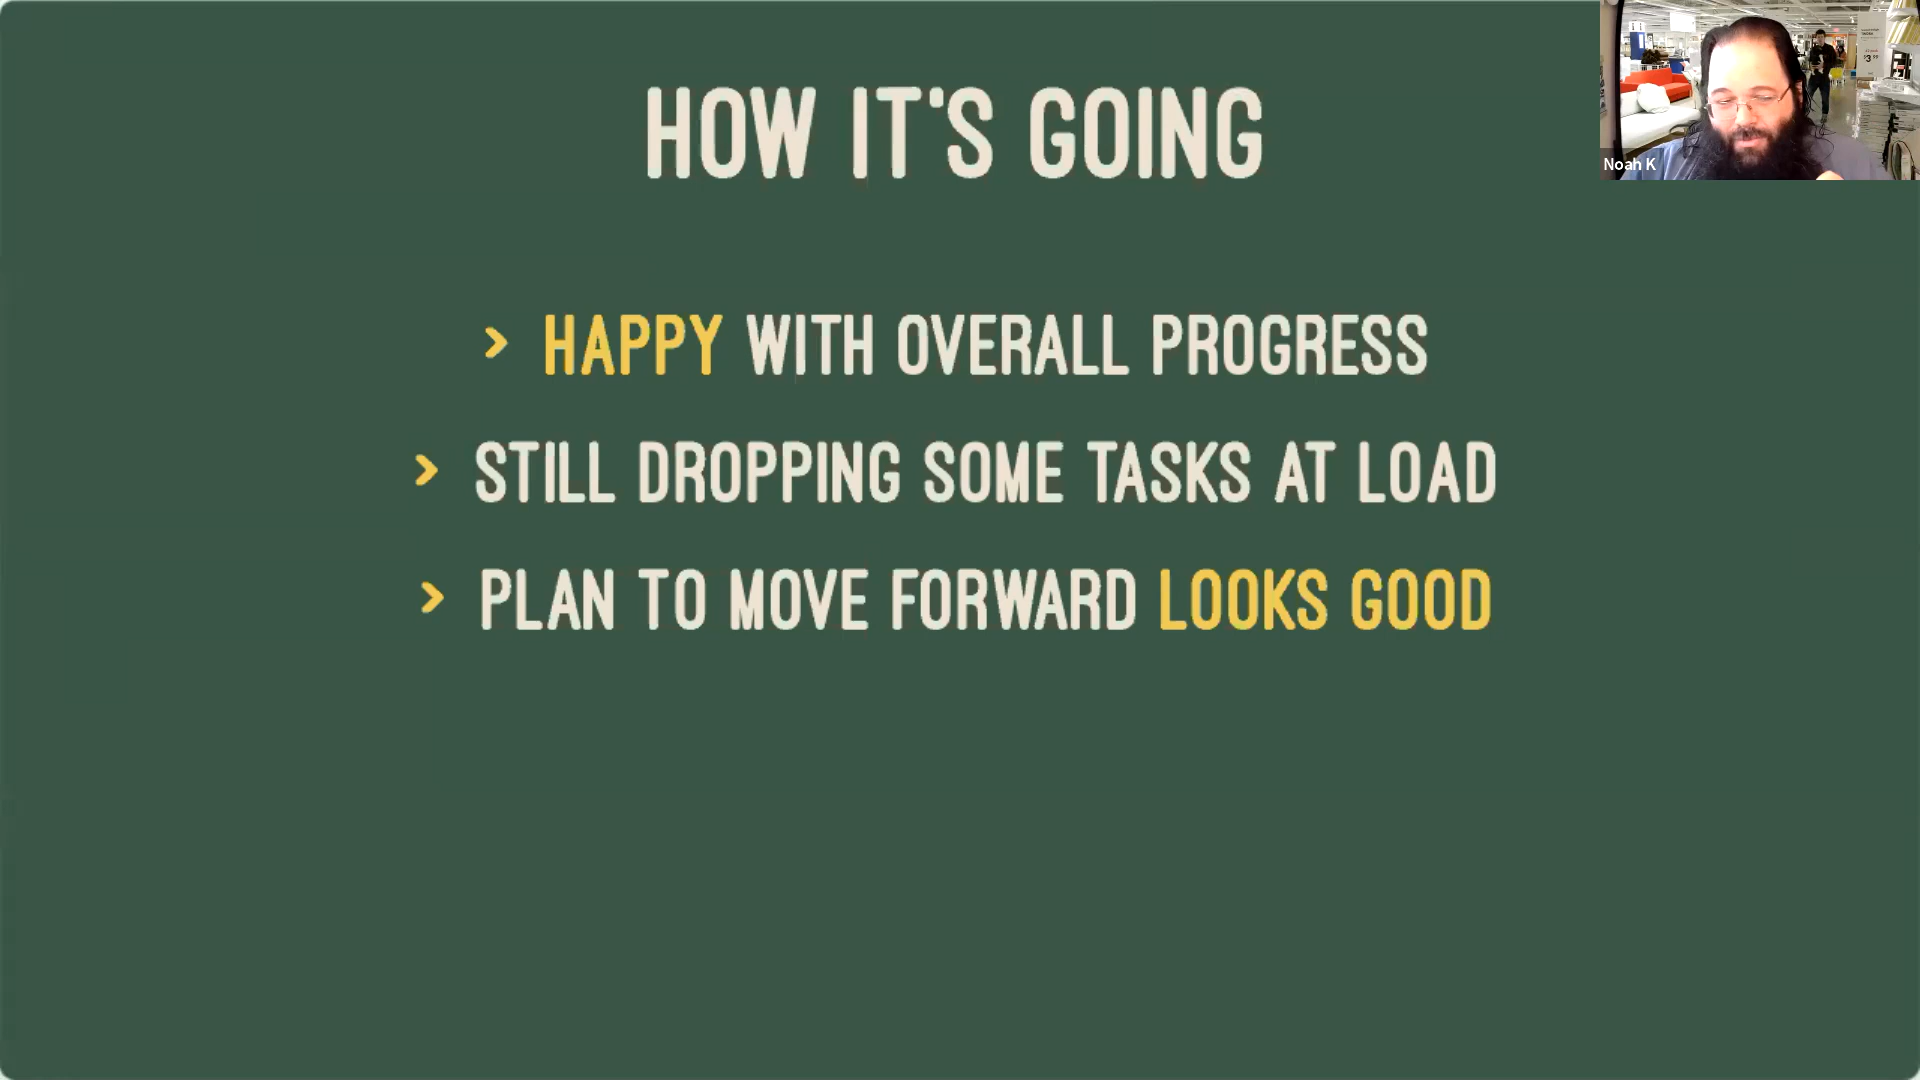 HOW IT'S GOING
> HAPPY WITH OVERALL PROGRESS
> STILL DROPPING SOME TASKS AT LOAD
> PLAN TO MOVE FORWARD LOOKS GOOD
Noah K